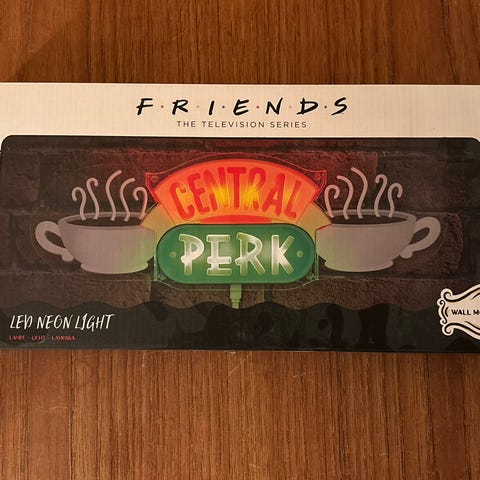 F·R·I·E·N·D·S
THE TELEVISION SERIES
CENTRAL
PERK
LED NEON LIGHT
LAMPE - LICHT - LAMPARA
WALL